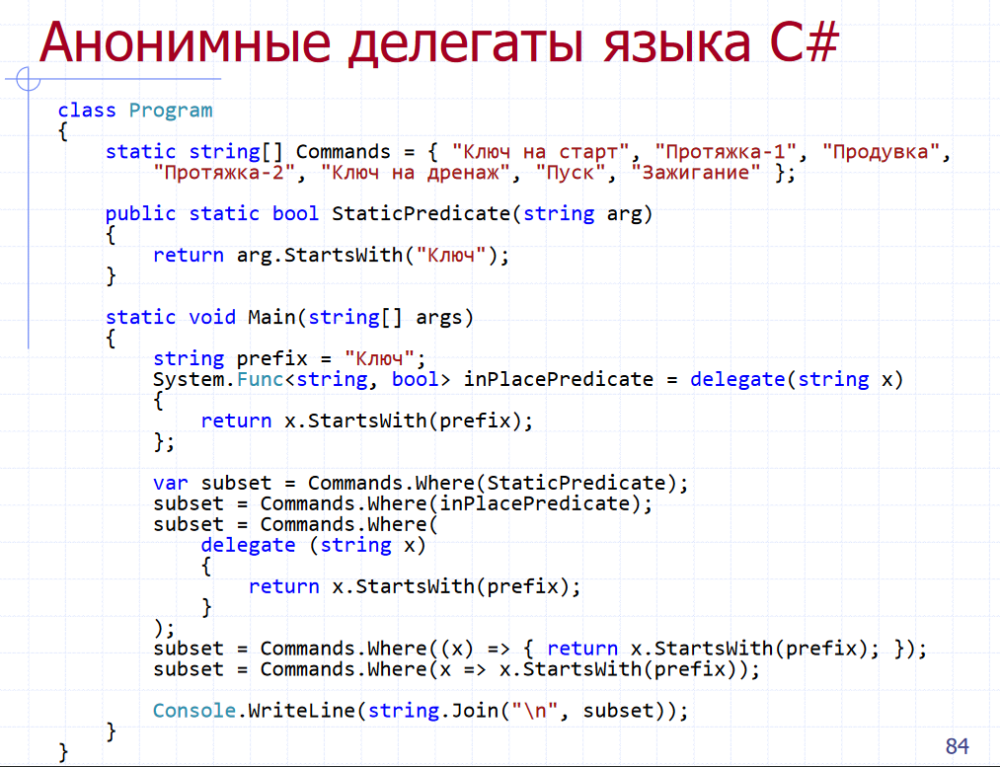 Анонимные делегаты языка C#
class Program
{
static string[] Commands = { "Ключ на старт", "Протяжка-1", "Продувка",
"Протяжка-2", "Ключ на дренаж", "Пуск", "Зажигание" };
public static bool StaticPredicate(string arg)
{
return arg.StartsWith("Ключ");
}
static void Main(string[] args)
{
string prefix = "Ключ";
System.Func<string, bool> inPlacePredicate = delegate(string x)
{
return x.StartsWith(prefix);
};
var subset = Commands.Where(StaticPredicate);
subset = Commands.Where(inPlacePredicate);
subset = Commands.Where(
delegate (string x)
{
return x.StartsWith(prefix);
}
);
subset = Commands.Where((x) => { return x.StartsWith(prefix); });
subset = Commands.Where(x => x.StartsWith(prefix));
Console.WriteLine(string.Join("\n", subset));
}
}
84